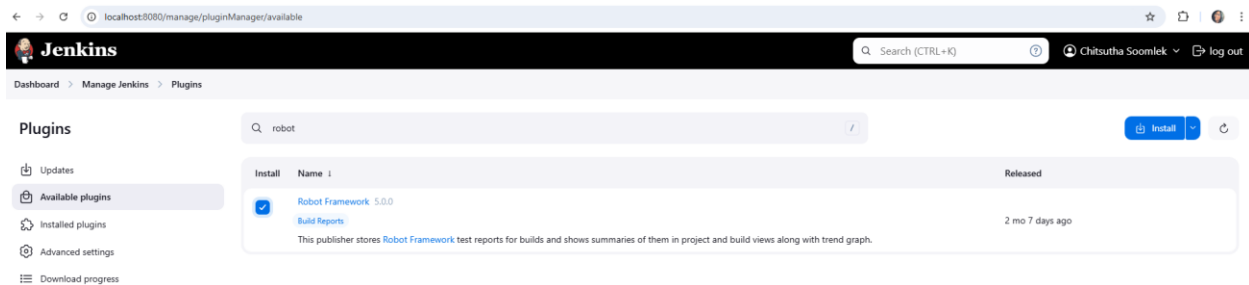 localhost:8080/manage/pluginManager/available
Jenkins
Search (CTRL+K)
?
Chitsutha Soomlek
log out
Dashboard > Manage Jenkins > Plugins
Plugins
robot
/
Install
Updates
Available plugins
Installed plugins
Advanced settings
Download progress
Install Name ↓ Released
Robot Framework 5.0.0
Build Reports
This publisher stores Robot Framework test reports for builds and shows summaries of them in project and build views along with trend graph.
2 mo 7 days ago